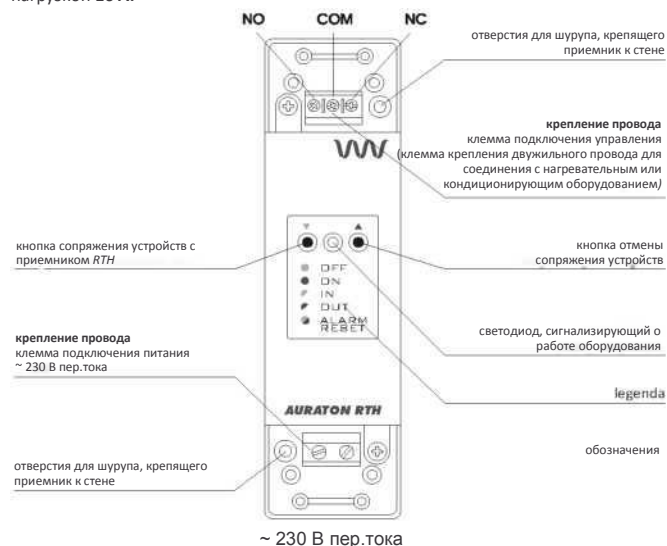 нагрузкой 16 А.
NO COM NC
отверстия для шурупа, крепящего
приемник к стене
крепление провода
клемма подключения управления
(клемма крепления двужильного провода для
соединения с нагревательным или
кондиционирующим оборудованием)
кнопка сопряжения устройств с
приемником RTH
кнопка отмены
сопряжения устройств
OFF
ON
IN
OUT
ALARM
RESET
светодиод, сигнализирующий о
работе оборудования
крепление провода
клемма подключения питания
~ 230 В пер.тока
legenda
AURATON RTH
обозначения
отверстия для шурупа, крепящего
приемник к стене
~ 230 В пер.тока